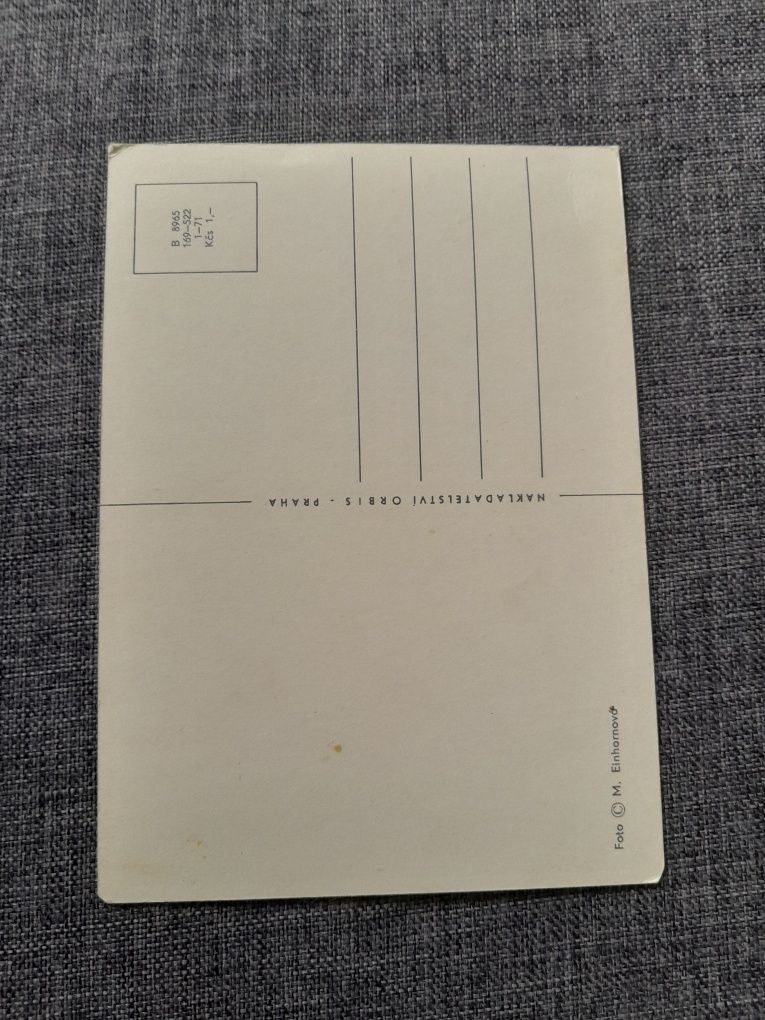 B 8965
169—522
1—71
Kčs 1,—
NAKLADATELSTVÍ ORBIS - PRAHA
Foto © M. Einhornová